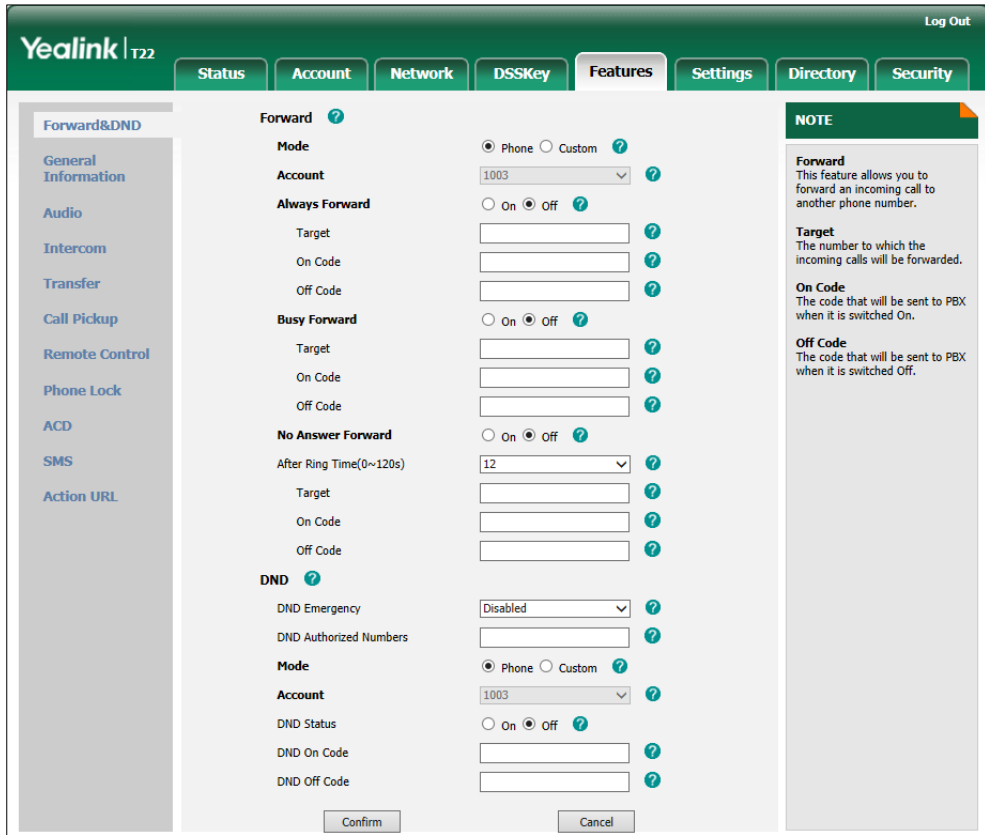 Log Out
Yealink T22
Status Account Network DSSKey Features Settings Directory Security
Forward&DND
General
Information
Audio
Intercom
Transfer
Call Pickup
Remote Control
Phone Lock
ACD
SMS
Action URL
Forward ?
Mode Phone Custom ?
Account 1003 ?
Always Forward On Off ?
Target ?
On Code ?
Off Code ?
Busy Forward On Off ?
Target ?
On Code ?
Off Code ?
No Answer Forward On Off ?
After Ring Time(0~120s) 12 ?
Target ?
On Code ?
Off Code ?
DND ?
DND Emergency Disabled ?
DND Authorized Numbers ?
Mode Phone Custom ?
Account 1003 ?
DND Status On Off ?
DND On Code ?
DND Off Code ?
Confirm Cancel
NOTE
Forward
This feature allows you to
forward an incoming call to
another phone number.
Target
The number to which the
incoming calls will be forwarded.
On Code
The code that will be sent to PBX
when it is switched On.
Off Code
The code that will be sent to PBX
when it is switched Off.